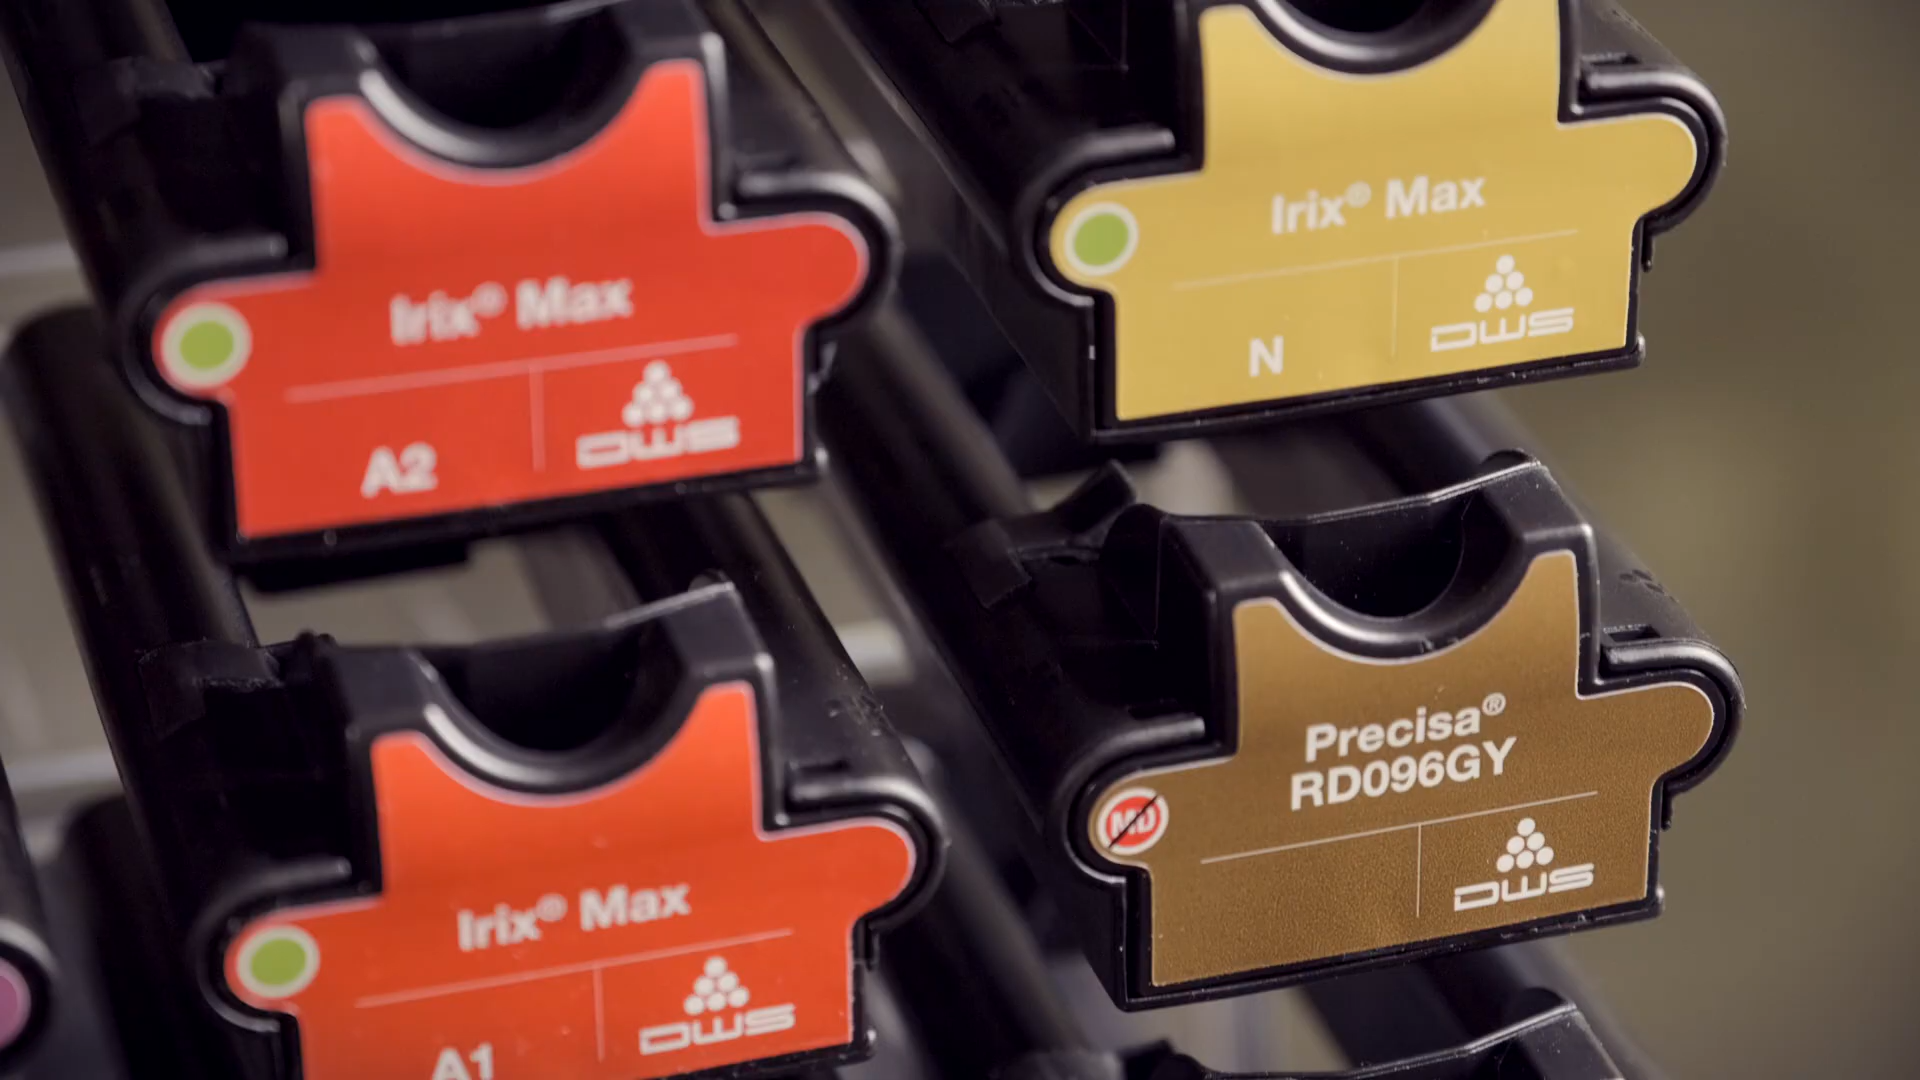 Irix® Max
A2
DWS
Irix® Max
N
DWS
Irix® Max
A1
DWS
Precisa®
RD096GY
MD
DWS